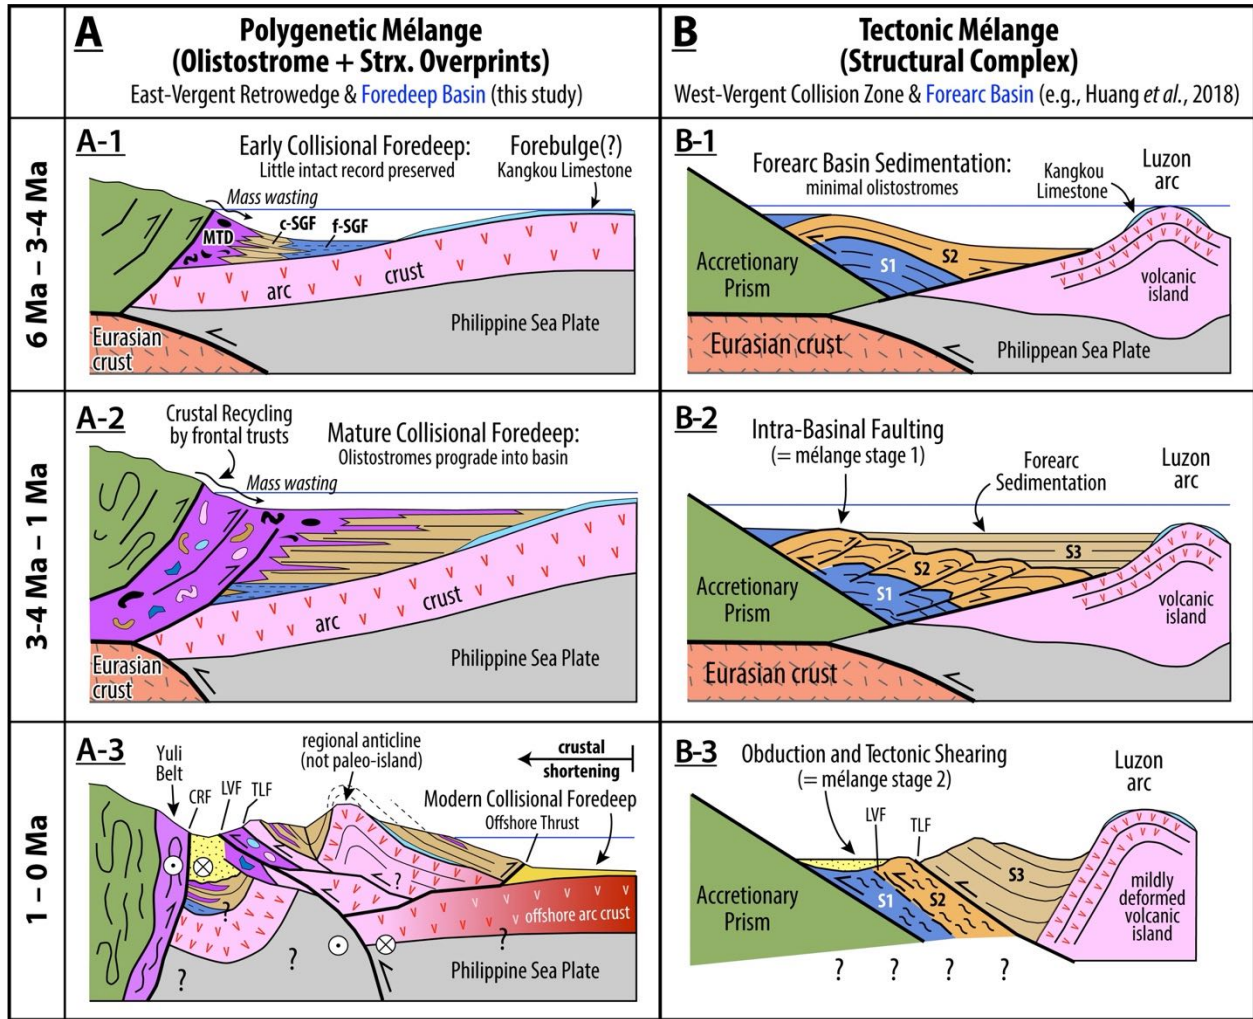 A
Polygenetic Mélange
(Olistostrome + Strx. Overprints)
East-Vergent Retrowedge & Foredeep Basin (this study)
B
Tectonic Mélange
(Structural Complex)
West-Vergent Collision Zone & Forearc Basin (e.g., Huang et al., 2018)
6 Ma – 3-4 Ma
A-1
Early Collisional Foredeep:
Little intact record preserved
Forebulge(?)
Kangkou Limestone
Mass wasting
MTD
c-SGF
f-SGF
arc
crust
Eurasian
crust
Philippine Sea Plate
B-1
Forearc Basin Sedimentation:
minimal olistostromes
Kangkou
Limestone
Luzon
arc
S1
S2
Accretionary
Prism
volcanic
island
Eurasian crust
Philippean Sea Plate
3-4 Ma – 1 Ma
A-2
Crustal Recycling
by frontal trusts
Mature Collisional Foredeep:
Olistostromes prograde into basin
Mass wasting
arc
crust
Eurasian
crust
Philippine Sea Plate
B-2
Intra-Basinal Faulting
(= mélange stage 1)
Forearc
Sedimentation
Luzon
arc
S3
S2
S1
Accretionary
Prism
volcanic
island
Eurasian crust
1 – 0 Ma
A-3
Yuli
Belt
CRF
LVF
TLF
regional anticline
(not paleo-island)
crustal
shortening
Modern Collisional Foredeep
Offshore Thrust
?
?
offshore arc crust
?
?
?
Philippine Sea Plate
B-3
Obduction and Tectonic Shearing
(= mélange stage 2)
LVF
TLF
Luzon
arc
S1
S2
S3
Accretionary
Prism
mildly
deformed
volcanic
island
? ? ? ?